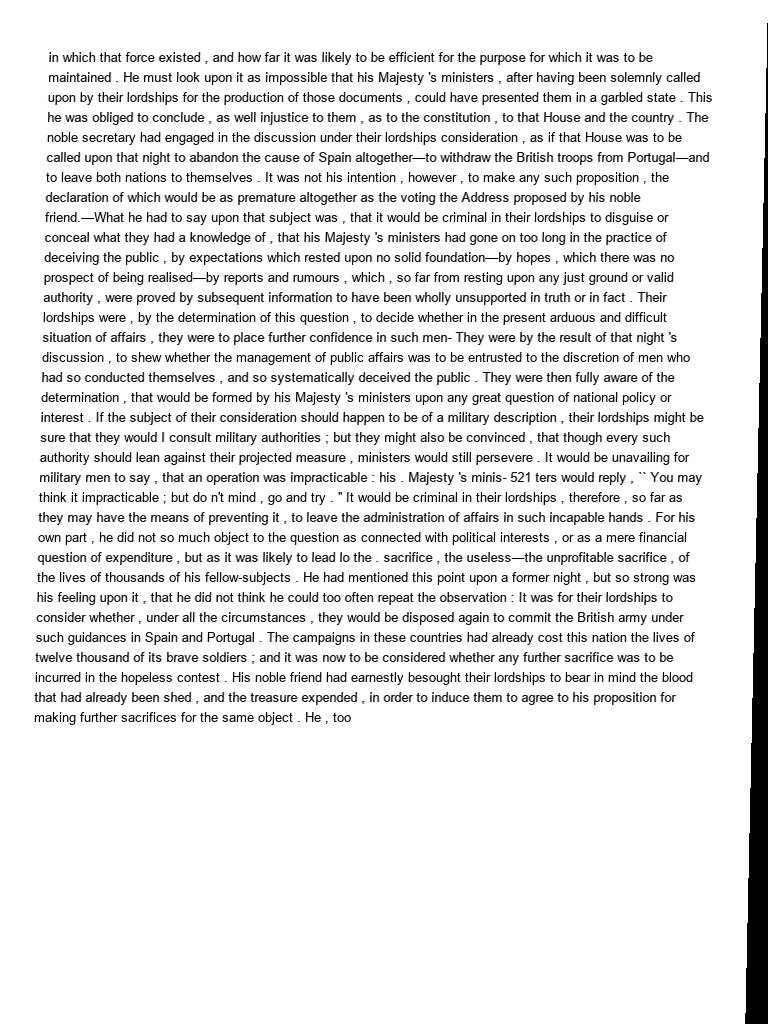 in which that force existed , and how far it was likely to be efficient for the purpose for which it was to be
maintained . He must look upon it as impossible that his Majesty 's ministers , after having been solemnly called
upon by their lordships for the production of those documents , could have presented them in a garbled state . This
he was obliged to conclude , as well injustice to them , as to the constitution , to that House and the country . The
noble secretary had engaged in the discussion under their lordships consideration , as if that House was to be
called upon that night to abandon the cause of Spain altogether—to withdraw the British troops from Portugal—and
to leave both nations to themselves . It was not his intention , however , to make any such proposition , the
declaration of which would be as premature altogether as the voting the Address proposed by his noble
friend.—What he had to say upon that subject was , that it would be criminal in their lordships to disguise or
conceal what they had a knowledge of , that his Majesty 's ministers had gone on too long in the practice of
deceiving the public , by expectations which rested upon no solid foundation—by hopes , which there was no
prospect of being realised—by reports and rumours , which , so far from resting upon any just ground or valid
authority , were proved by subsequent information to have been wholly unsupported in truth or in fact . Their
lordships were , by the determination of this question , to decide whether in the present arduous and difficult
situation of affairs , they were to place further confidence in such men- They were by the result of that night 's
discussion , to shew whether the management of public affairs was to be entrusted to the discretion of men who
had so conducted themselves , and so systematically deceived the public . They were then fully aware of the
determination , that would be formed by his Majesty 's ministers upon any great question of national policy or
interest . If the subject of their consideration should happen to be of a military description , their lordships might be
sure that they would I consult military authorities ; but they might also be convinced , that though every such
authority should lean against their projected measure , ministers would still persevere . It would be unavailing for
military men to say , that an operation was impracticable : his . Majesty 's minis- 521 ters would reply , `` You may
think it impracticable ; but do n't mind , go and try . " It would be criminal in their lordships , therefore , so far as
they may have the means of preventing it , to leave the administration of affairs in such incapable hands . For his
own part , he did not so much object to the question as connected with political interests , or as a mere financial
question of expenditure , but as it was likely to lead lo the . sacrifice , the useless—the unprofitable sacrifice , of
the lives of thousands of his fellow-subjects . He had mentioned this point upon a former night , but so strong was
his feeling upon it , that he did not think he could too often repeat the observation : It was for their lordships to
consider whether , under all the circumstances , they would be disposed again to commit the British army under
such guidances in Spain and Portugal . The campaigns in these countries had already cost this nation the lives of
twelve thousand of its brave soldiers ; and it was now to be considered whether any further sacrifice was to be
incurred in the hopeless contest . His noble friend had earnestly besought their lordships to bear in mind the blood
that had already been shed , and the treasure expended , in order to induce them to agree to his proposition for
making further sacrifices for the same object . He , too